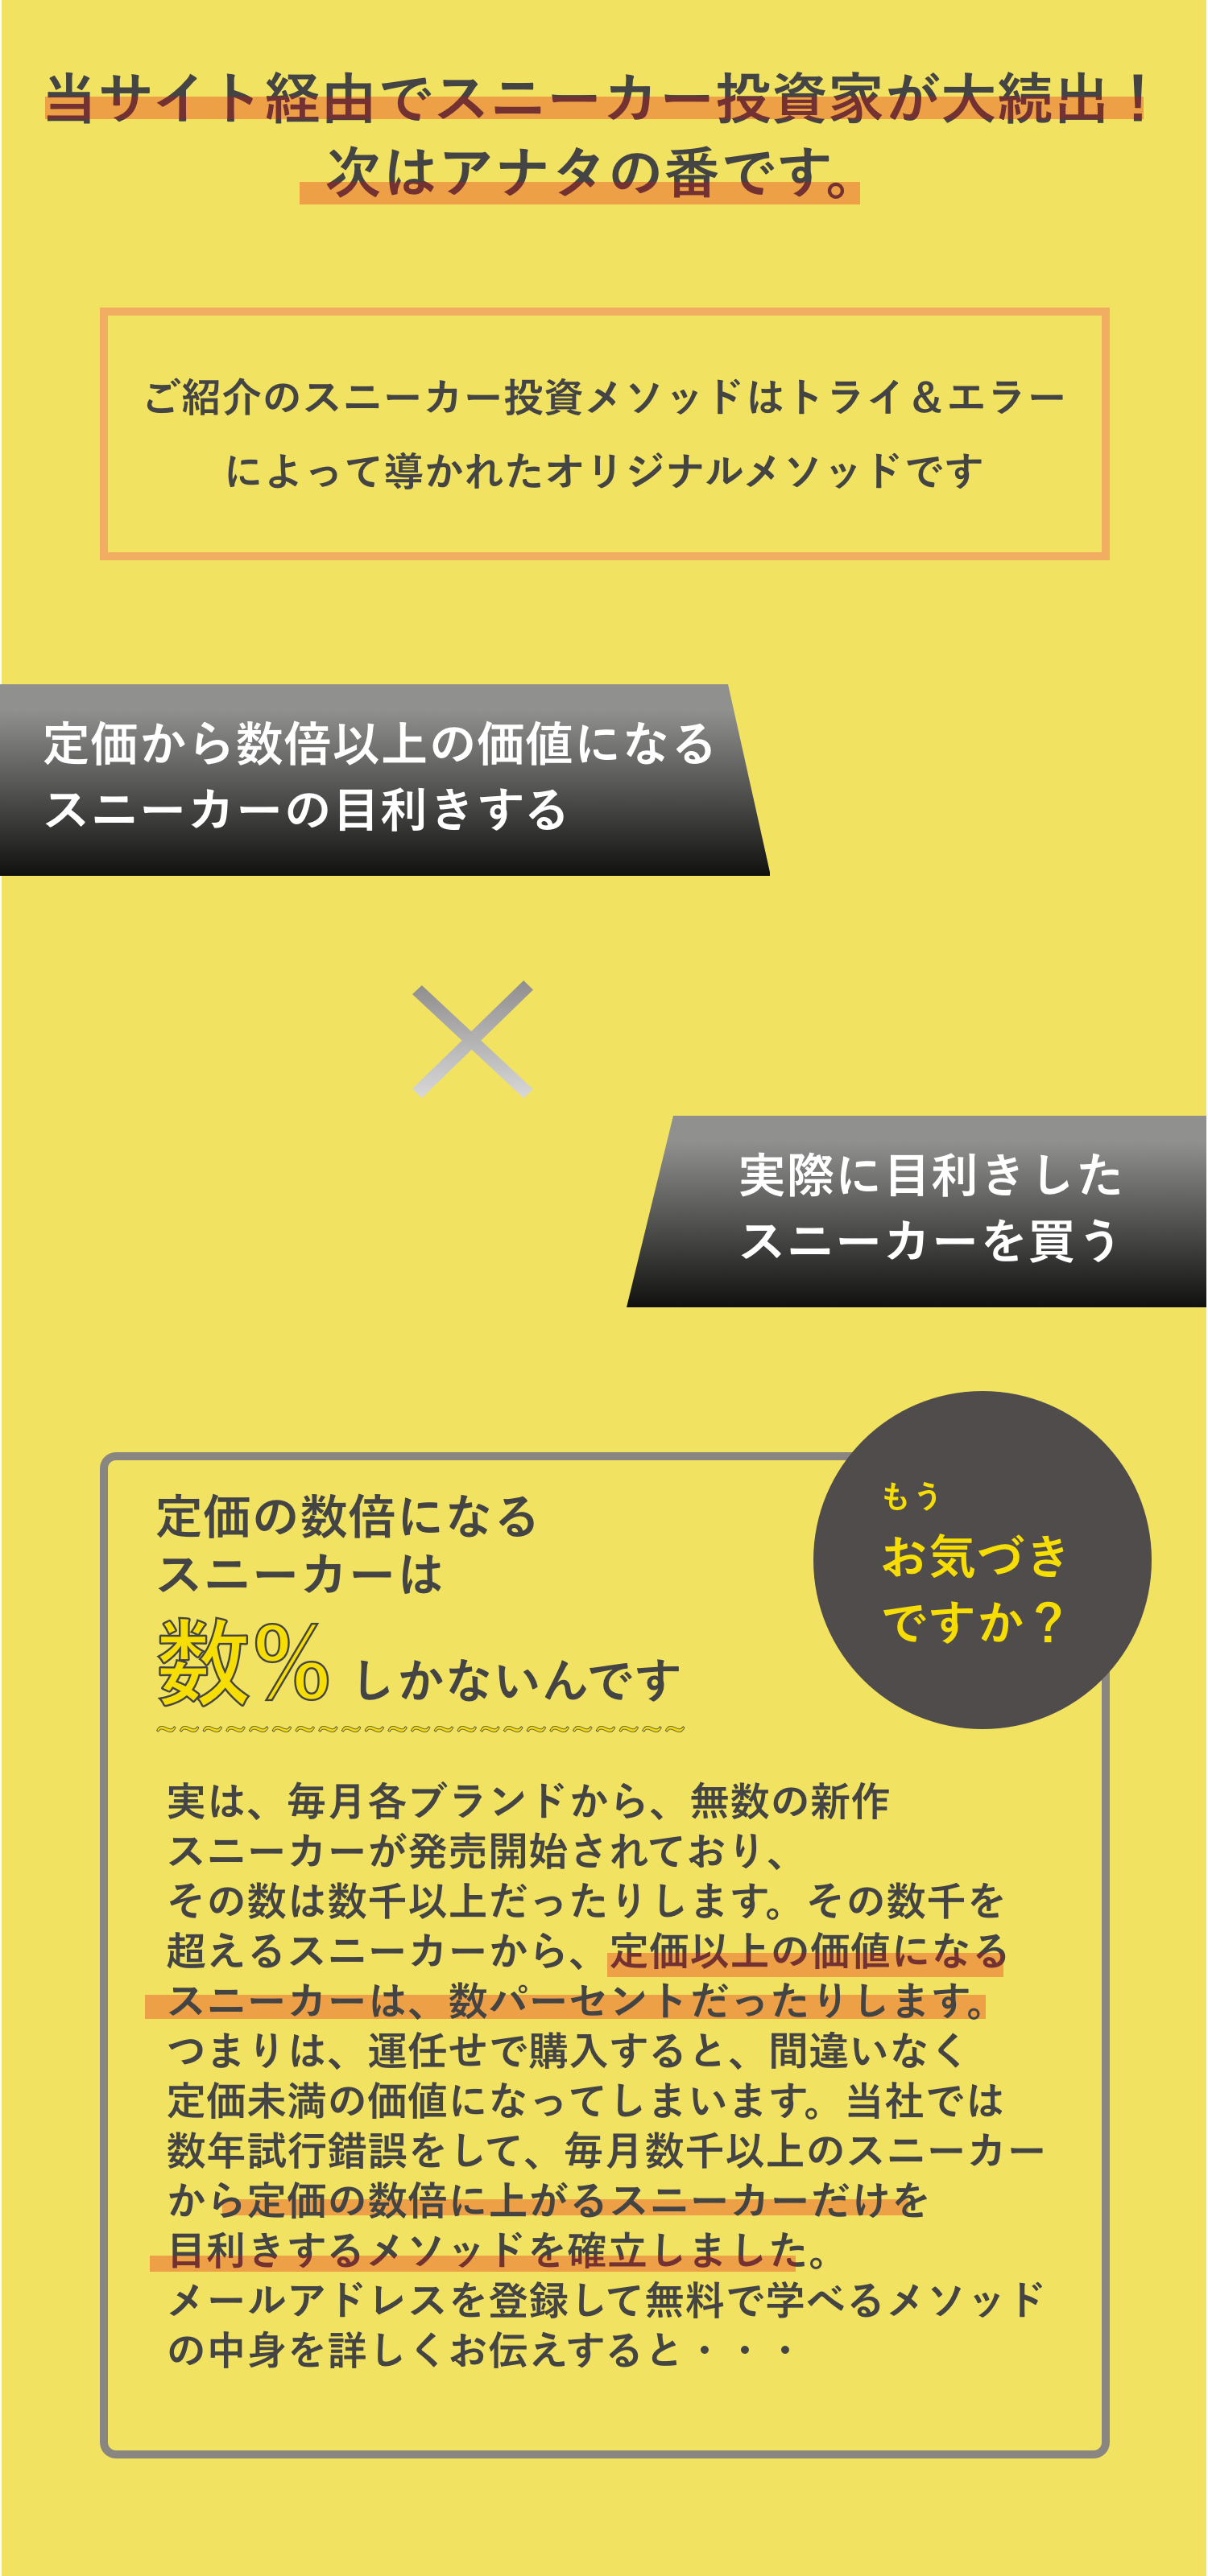 当サイト経由でスニーカー投資家が大続出！
次はアナタの番です。
ご紹介のスニーカー投資メソッドはトライ＆エラー
によって導かれたオリジナルメソッドです
定価から数倍以上の価値になる
スニーカーの目利きする
×
実際に目利きした
スニーカーを買う
もう
お気づき
ですか？
定価の数倍になる
スニーカーは
数% しかないんです
~~~~~~~~~~~~~~~~~~~~~~~
実は、毎月各ブランドから、無数の新作
スニーカーが発売開始されており、
その数は数千以上だったりします。その数千を
超えるスニーカーから、定価以上の価値になる
スニーカーは、数パーセントだったりします。
つまりは、運任せで購入すると、間違いなく
定価未満の価値になってしまいます。当社では
数年試行錯誤をして、毎月数千以上のスニーカー
から定価の数倍に上がるスニーカーだけを
目利きするメソッドを確立しました。
メールアドレスを登録して無料で学べるメソッド
の中身を詳しくお伝えすると・・・